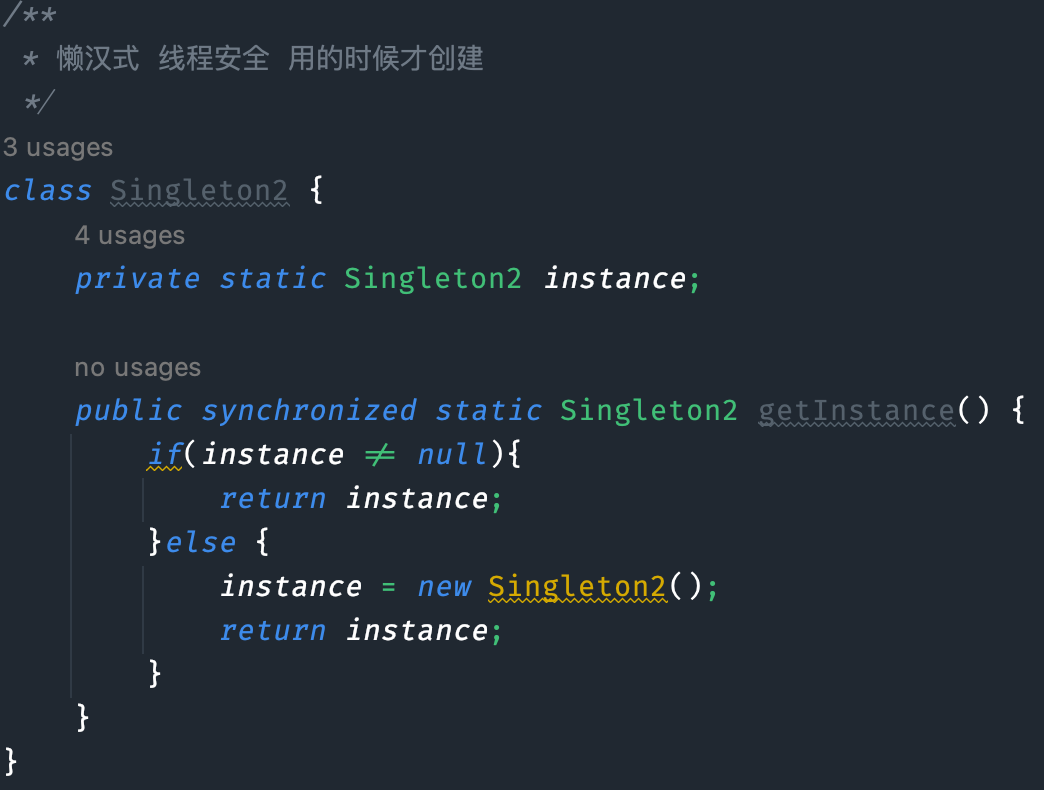 /**
 * 懒汉式 线程安全 用的时候才创建
 */
3 usages
class Singleton2 {
4 usages
    private static Singleton2 instance;
no usages
    public synchronized static Singleton2 getInstance() {
        if(instance ≠ null){
            return instance;
        }else {
            instance = new Singleton2();
            return instance;
        }
    }
}